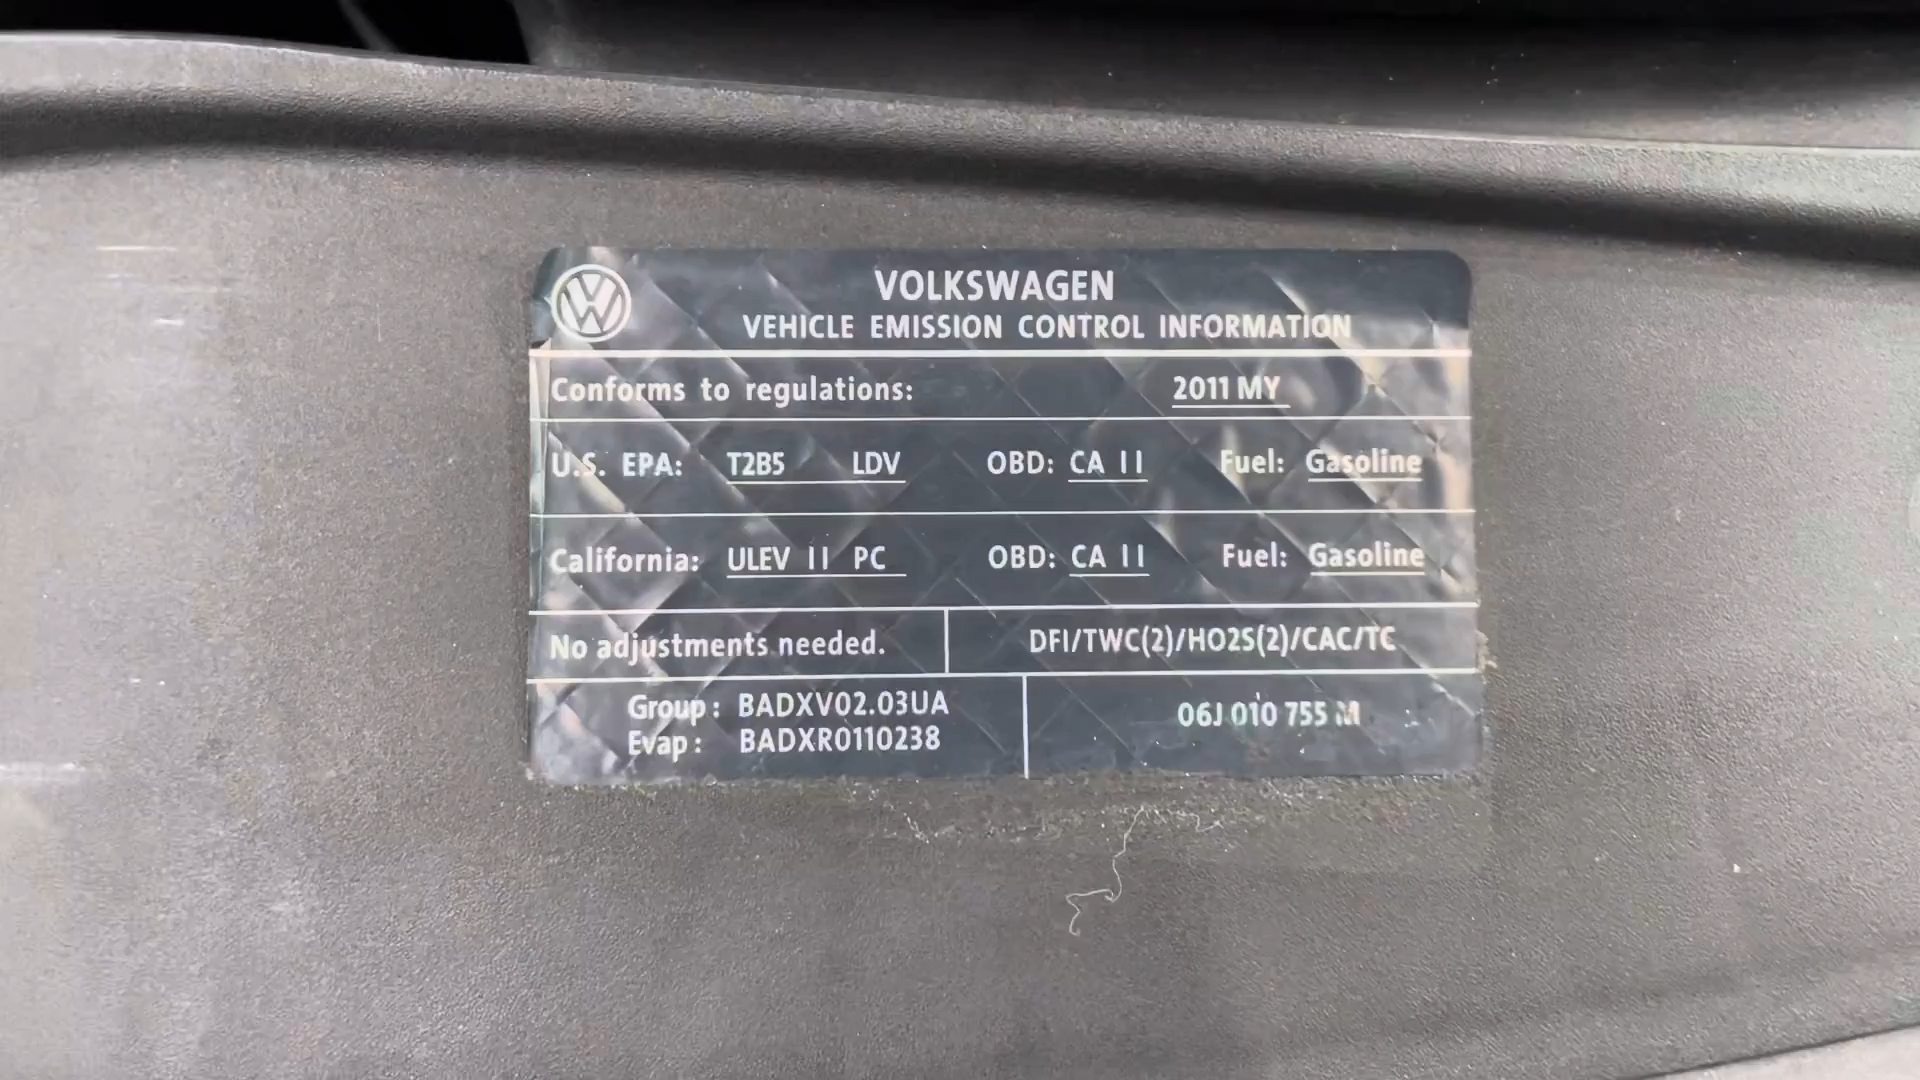 VOLKSWAGEN
VEHICLE EMISSION CONTROL INFORMATION
Conforms to regulations: 2011 MY
U.S. EPA: T2B5 LDV OBD: CA II Fuel: Gasoline
California: ULEV II PC OBD: CA II Fuel: Gasoline
No adjustments needed. DFI/TWC(2)/HO2S(2)/CAC/TC
Group: BADXV02.03UA
Evap: BADXR0110238
06J 010 755 M